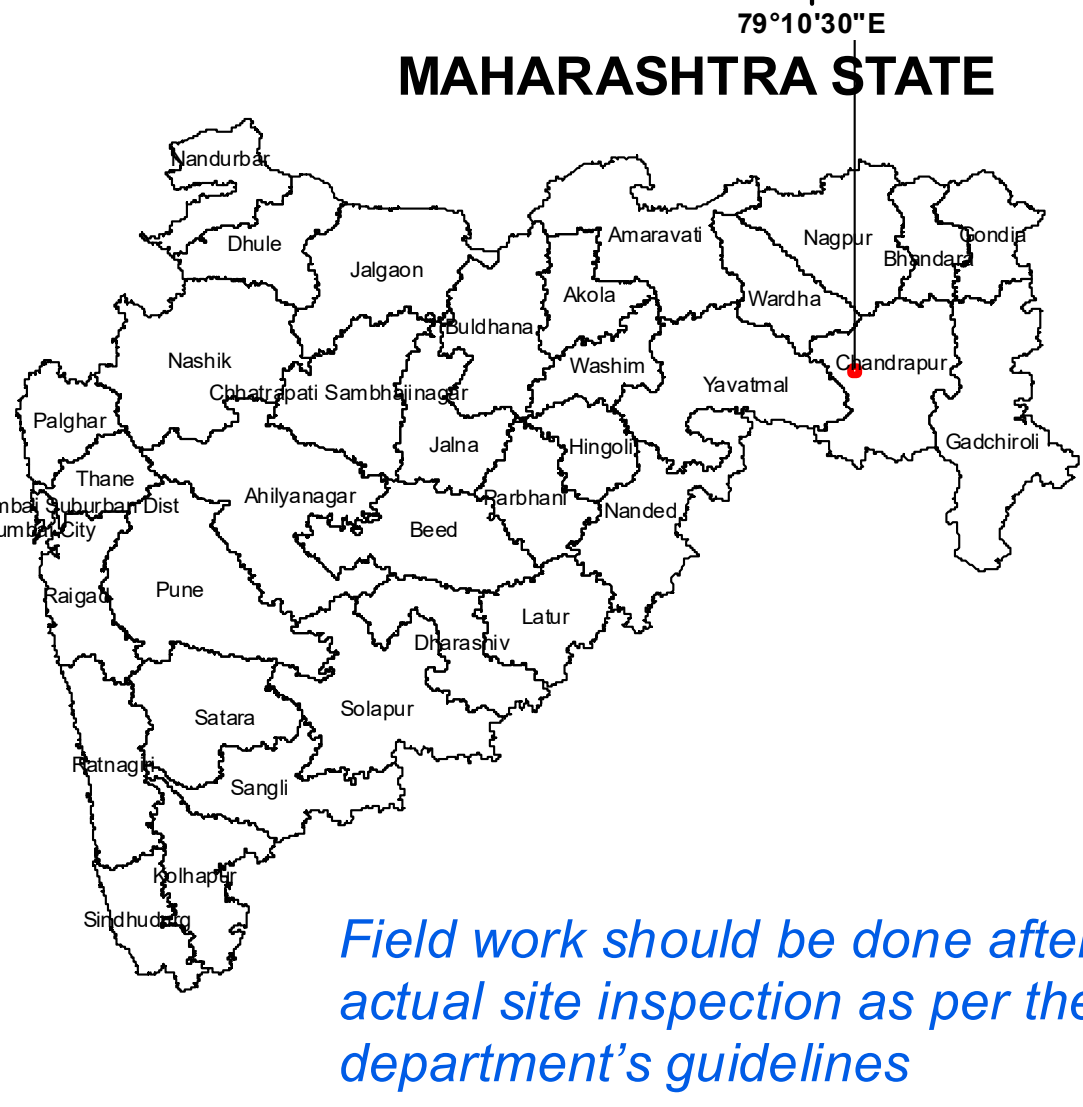 79°10'30"E
MAHARASHTRA STATE
Nandurbar
Dhule
Jalgaon
Amaravati
Nagpur
Gondia
Bhandara
Akola
Wardha
Buldhana
Nashik
Washim
Chandrapur
Yavatmal
Chhatrapati Sambhajinagar
Palghar
Jalna
Hingoli
Gadchiroli
Thane
Ahilyanagar
Parbhani
mbai Suburban Dist
Nanded
umbai City
Beed
Raigad
Pune
Latur
Dharashiv
Satara
Solapur
Ratnagiri
Sangli
Kolhapur
Sindhudurg
Field work should be done after
actual site inspection as per the
department’s guidelines